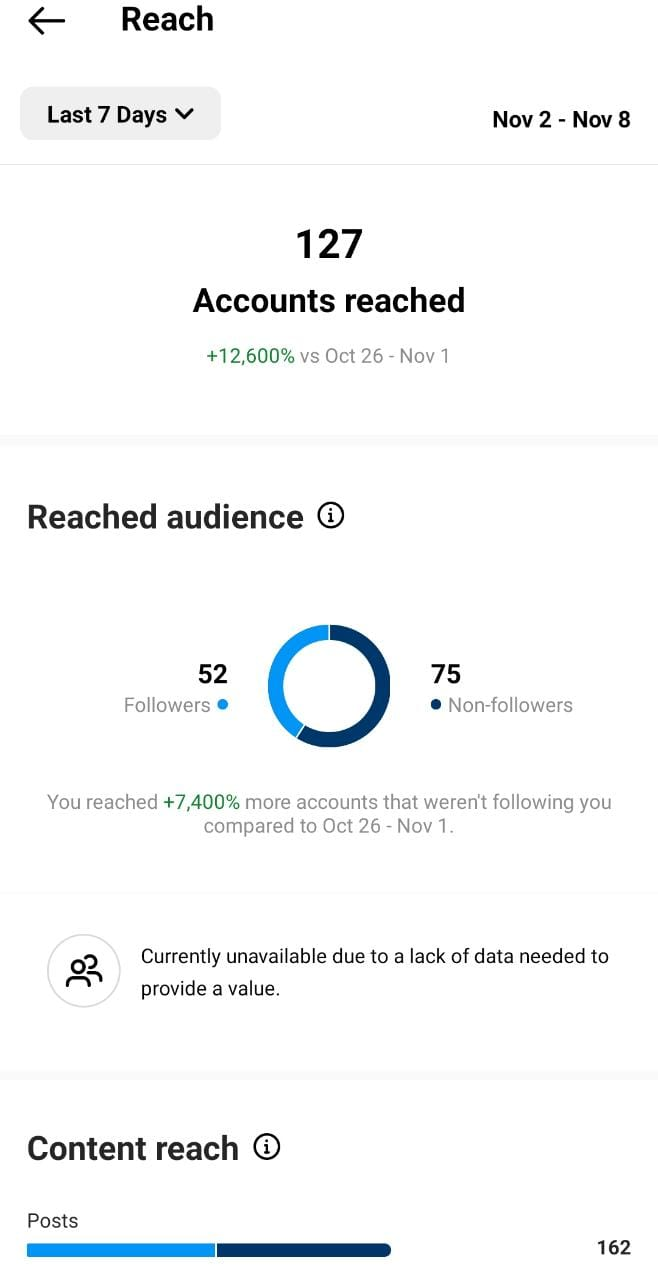 Reach
Last 7 Days
Nov 2 - Nov 8
127
Accounts reached
+12,600% vs Oct 26 - Nov 1
Reached audience
52
Followers
75
Non-followers
You reached +7,400% more accounts that weren't following you
compared to Oct 26 - Nov 1.
Currently unavailable due to a lack of data needed to
provide a value.
Content reach
Posts
162